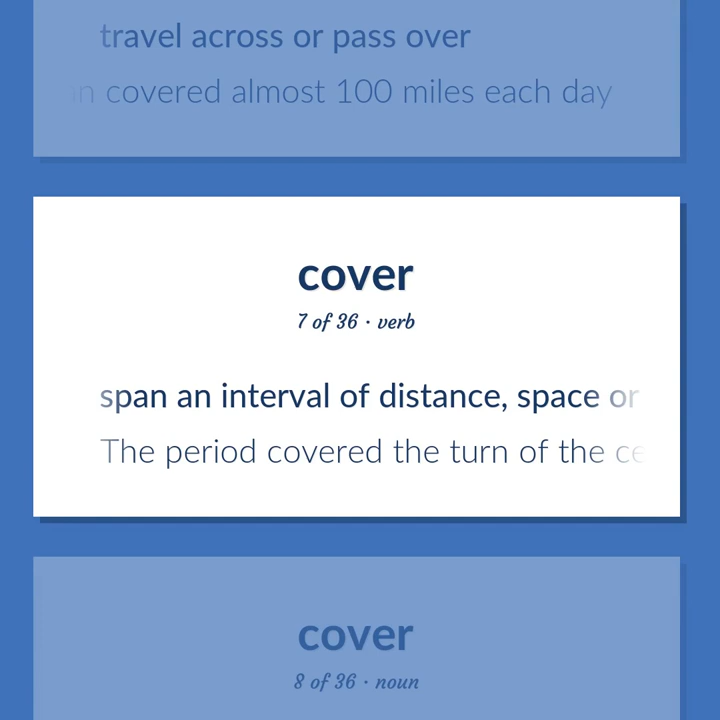 travel across or pass over
covered almost 100 miles each day
cover
7 of 36 · verb
span an interval of distance, space or
The period covered the turn of the
cover
8 of 36 · noun